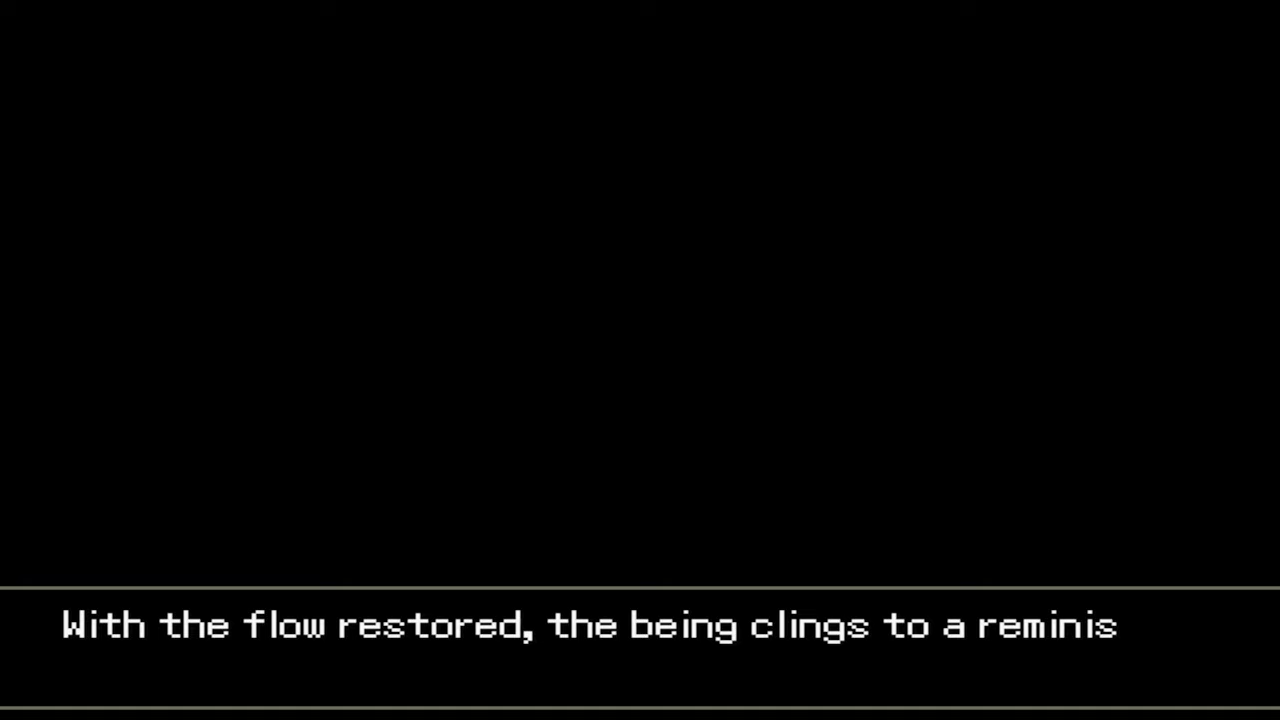 With the flow restored, the being clings to a reminis